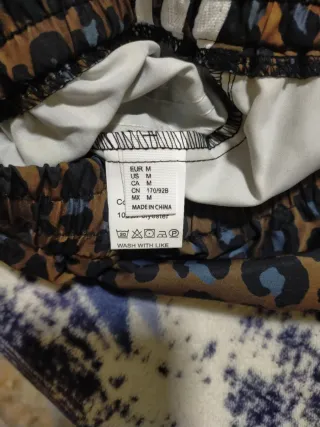 EUR M
US M
CA M
CN 170/92B
MX M
MADE IN CHINA
WASH WITH LIKE